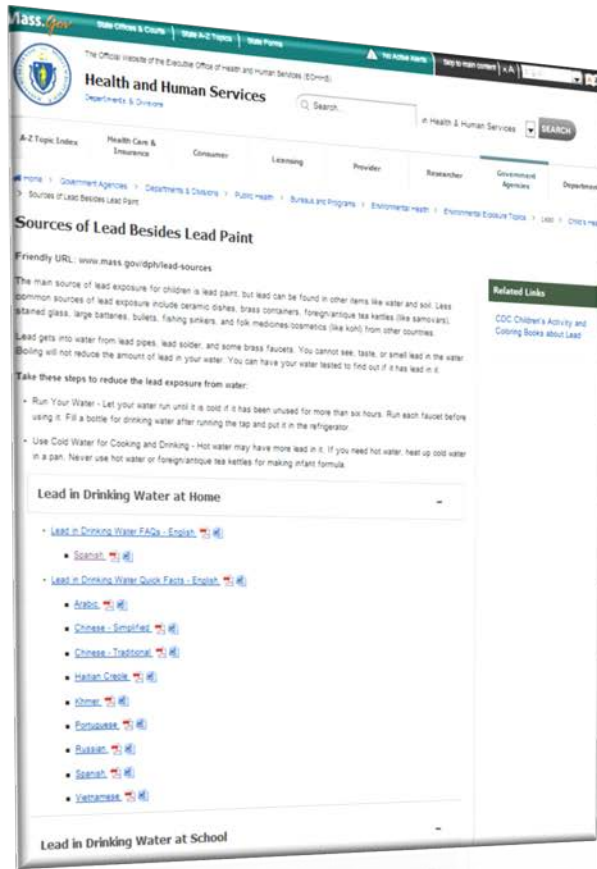 Mass.Gov State Offices & Courts State A-Z Topics State Forms No Active Alerts Skip to main content
The Official Website of the Executive Office of Health and Human Services (EOHHS)
Health and Human Services
Departments & Divisions
Search... in Health & Human Services SEARCH
A-Z Topic Index Health Care & Insurance Consumer Licensing Provider Researcher Government Agencies Department
Home > Government Agencies > Departments & Divisions > Public Health > Bureaus and Programs > Environmental Health > Environmental Exposure Topics > Lead > Child's Hea
> Sources of Lead Besides Lead Paint
Sources of Lead Besides Lead Paint
Friendly URL: www.mass.gov/dph/lead-sources
The main source of lead exposure for children is lead paint, but lead can be found in other items like water and soil. Less
common sources of lead exposure include ceramic dishes, brass containers, foreign/antique tea kettles (like samovars),
stained glass, large batteries, bullets, fishing sinkers, and folk medicines/cosmetics (like kohl) from other countries.
Lead gets into water from lead pipes, lead solder, and some brass faucets. You cannot see, taste, or smell lead in the water.
Boiling will not reduce the amount of lead in your water. You can have your water tested to find out if it has lead in it.
Take these steps to reduce the lead exposure from water:
• Run Your Water - Let your water run until it is cold if it has been unused for more than six hours. Run each faucet before
using it. Fill a bottle for drinking water after running the tap and put it in the refrigerator.
• Use Cold Water for Cooking and Drinking - Hot water may have more lead in it. If you need hot water, heat up cold water
in a pan. Never use hot water or foreign/antique tea kettles for making infant formula.
Related Links
CDC Children's Activity and
Coloring Books about Lead
Lead in Drinking Water at Home -
• Lead in Drinking Water FAQs - English
▪ Spanish
• Lead in Drinking Water Quick Facts - English
▪ Arabic
▪ Chinese - Simplified
▪ Chinese - Traditional
▪ Haitian Creole
▪ Khmer
▪ Portuguese
▪ Russian
▪ Spanish
▪ Vietnamese
Lead in Drinking Water at School -